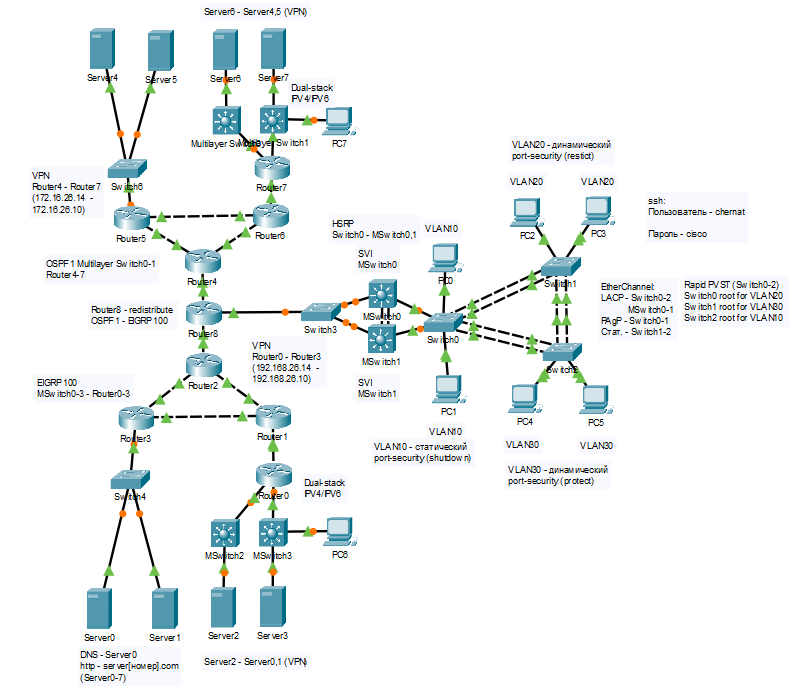 Server6 - Server4,5 (VPN)
Server4
Server5
Server6
Server7
Dual-stack
IPV4/IPV6
Multilayer Switch1
PC7
Switch6
VPN
Router4 - Router7
(172.16.26.14 -
172.16.26.10)
Router7
Router5
Router6
OSPF1 Multilayer Switch0-1
Router4-7
Router4
HSRP
Switch0 - MSwitch0,1
VLAN10
SVI
MSwitch0
PC0
VLAN20 - динамический
port-security (restict)
VLAN20
VLAN20
PC2
PC3
ssh:
Пользователь - chernat
Пароль - cisco
Switch1
EtherChannel:
LACP - Switch0-2
MSwitch0-1
PAgP - Switch0-1
Стат. - Switch1-2
Rapid PVST (Switch0-2)
Switch0 root for VLAN20
Switch1 root for VLAN30
Switch2 root for VLAN10
Router8 - redistribute
OSPF1 - EIGRP100
Router8
Switch3
MSwitch0
Switch0
MSwitch1
VPN
Router0 - Router3
(192.168.26.14 -
192.168.26.10)
Router2
SVI
MSwitch1
Switch2
EIGRP100
MSwitch0-3 - Router0-3
PC1
PC4
PC5
Router3
Router1
VLAN10
VLAN10 - статический
port-security (shutdown)
VLAN30
VLAN30
VLAN30 - динамический
port-security (protect)
Switch4
Router0
Dual-stack
IPV4/IPV6
MSwitch2
MSwitch3
PC6
Server0
Server1
Server2
Server3
DNS - Server0
http - server[номер].com
(Server0-7)
Server2 - Server0,1 (VPN)